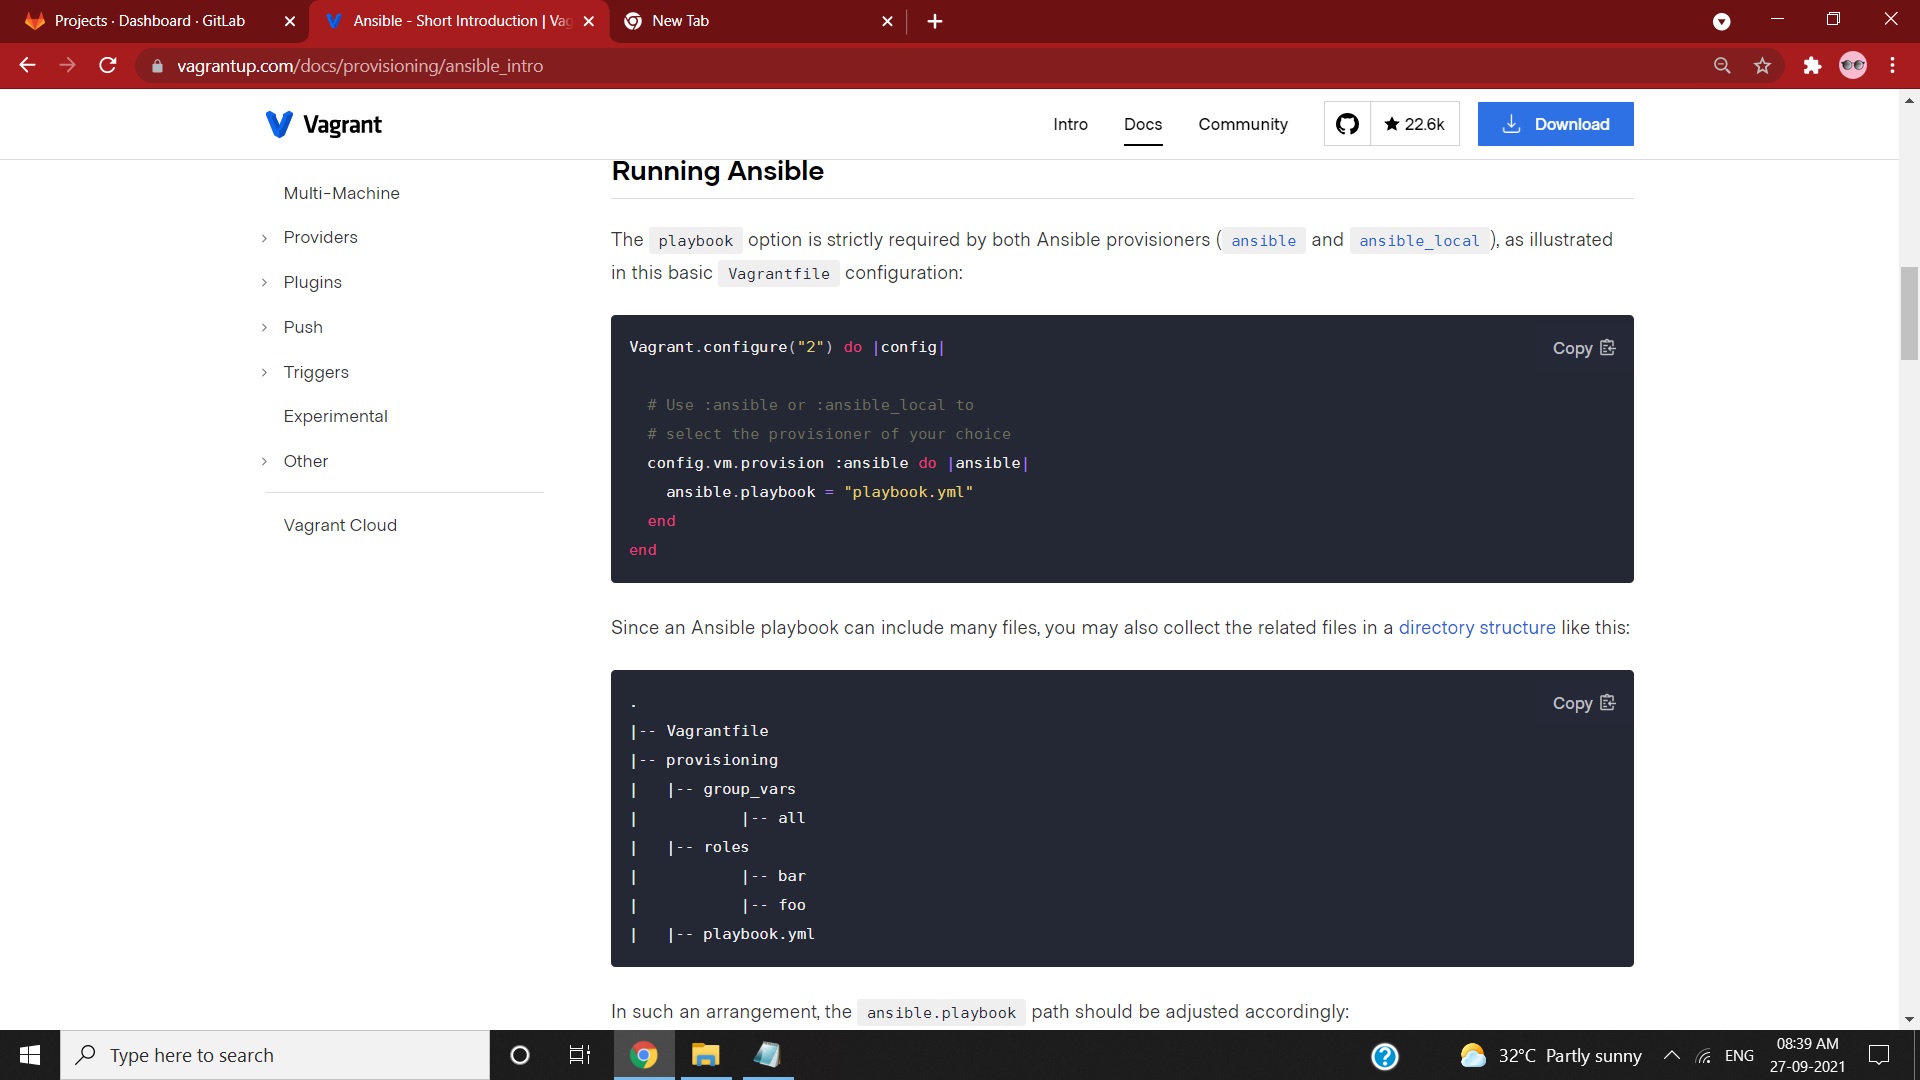 Projects · Dashboard · GitLab
Ansible - Short Introduction | Vag
New Tab
vagrantup.com/docs/provisioning/ansible_intro
Vagrant
Intro
Docs
Community
★ 22.6k
Download
Multi-Machine
Providers
Plugins
Push
Triggers
Experimental
Other
Vagrant Cloud
Running Ansible
The playbook option is strictly required by both Ansible provisioners ( ansible and ansible_local ), as illustrated
in this basic Vagrantfile configuration:
Copy
Vagrant.configure("2") do |config|
# Use :ansible or :ansible_local to
# select the provisioner of your choice
config.vm.provision :ansible do |ansible|
ansible.playbook = "playbook.yml"
end
end
Since an Ansible playbook can include many files, you may also collect the related files in a directory structure like this:
Copy
.
|-- Vagrantfile
|-- provisioning
|   |-- group_vars
|           |-- all
|   |-- roles
|           |-- bar
|           |-- foo
|   |-- playbook.yml
In such an arrangement, the ansible.playbook path should be adjusted accordingly:
Type here to search
32°C Partly sunny
ENG
08:39 AM
27-09-2021